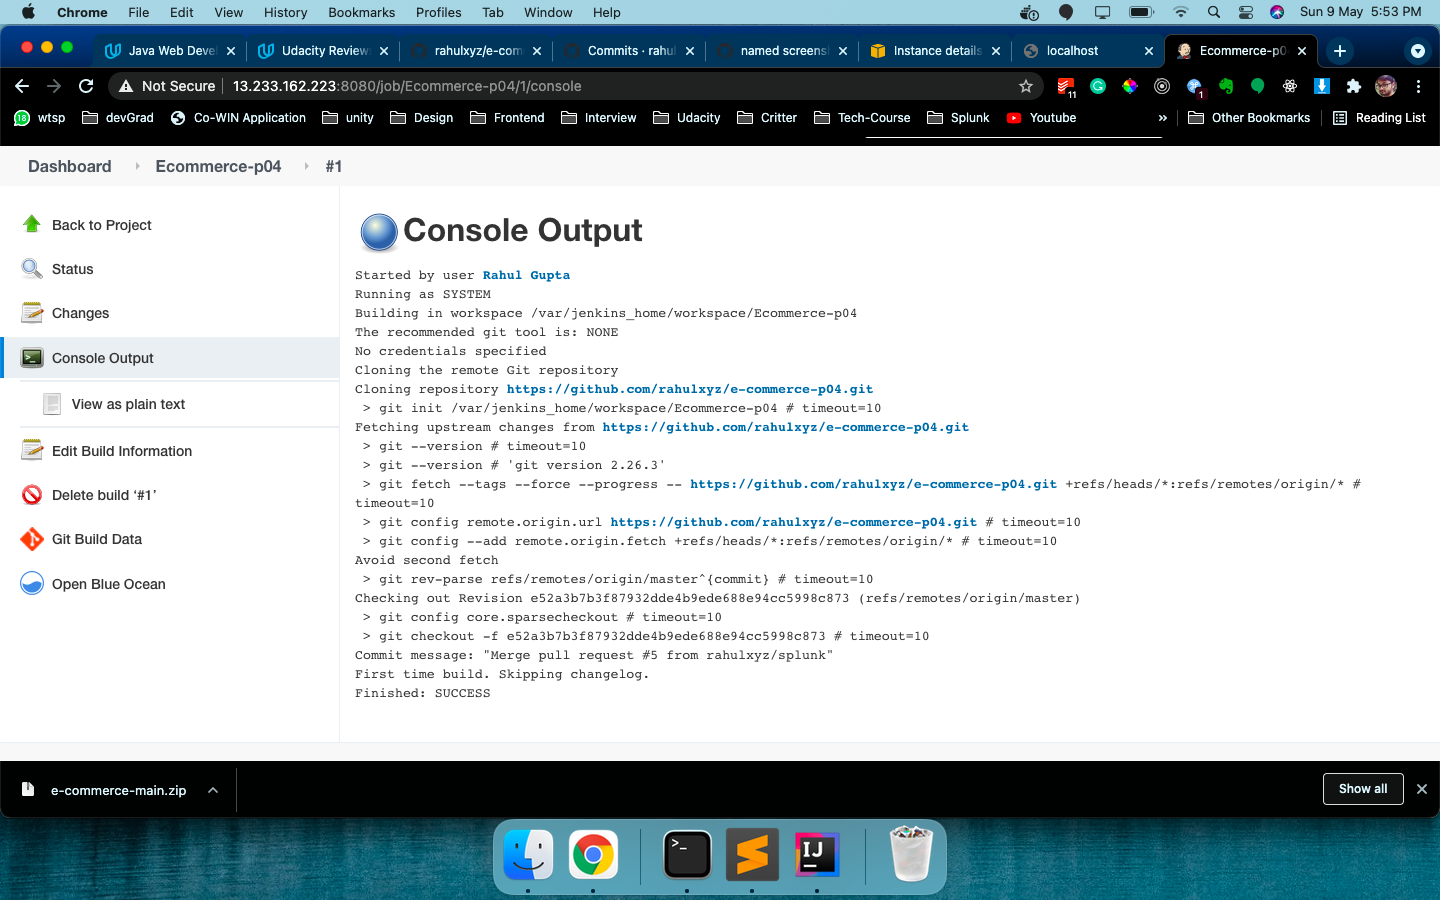 Chrome File Edit View History Bookmarks Profiles Tab Window Help Sun 9 May 5:53 PM
Java Web Devel Udacity Reviews rahulxyz/e-com Commits · rahul named screensh Instance details localhost Ecommerce-p0
Not Secure 13.233.162.223:8080/job/Ecommerce-p04/1/console 11 1
18 wtsp devGrad Co-WIN Application unity Design Frontend Interview Udacity Critter Tech-Course Splunk Youtube » Other Bookmarks Reading List
Dashboard Ecommerce-p04 #1
Back to Project
Status
Changes
Console Output
View as plain text
Edit Build Information
Delete build ‘#1’
Git Build Data
Open Blue Ocean
Console Output
Started by user Rahul Gupta
Running as SYSTEM
Building in workspace /var/jenkins_home/workspace/Ecommerce-p04
The recommended git tool is: NONE
No credentials specified
Cloning the remote Git repository
Cloning repository https://github.com/rahulxyz/e-commerce-p04.git
> git init /var/jenkins_home/workspace/Ecommerce-p04 # timeout=10
Fetching upstream changes from https://github.com/rahulxyz/e-commerce-p04.git
> git --version # timeout=10
> git --version # 'git version 2.26.3'
> git fetch --tags --force --progress -- https://github.com/rahulxyz/e-commerce-p04.git +refs/heads/*:refs/remotes/origin/* #
timeout=10
> git config remote.origin.url https://github.com/rahulxyz/e-commerce-p04.git # timeout=10
> git config --add remote.origin.fetch +refs/heads/*:refs/remotes/origin/* # timeout=10
Avoid second fetch
> git rev-parse refs/remotes/origin/master^{commit} # timeout=10
Checking out Revision e52a3b7b3f87932dde4b9ede688e94cc5998c873 (refs/remotes/origin/master)
> git config core.sparsecheckout # timeout=10
> git checkout -f e52a3b7b3f87932dde4b9ede688e94cc5998c873 # timeout=10
Commit message: "Merge pull request #5 from rahulxyz/splunk"
First time build. Skipping changelog.
Finished: SUCCESS
e-commerce-main.zip Show all
>_ IJ